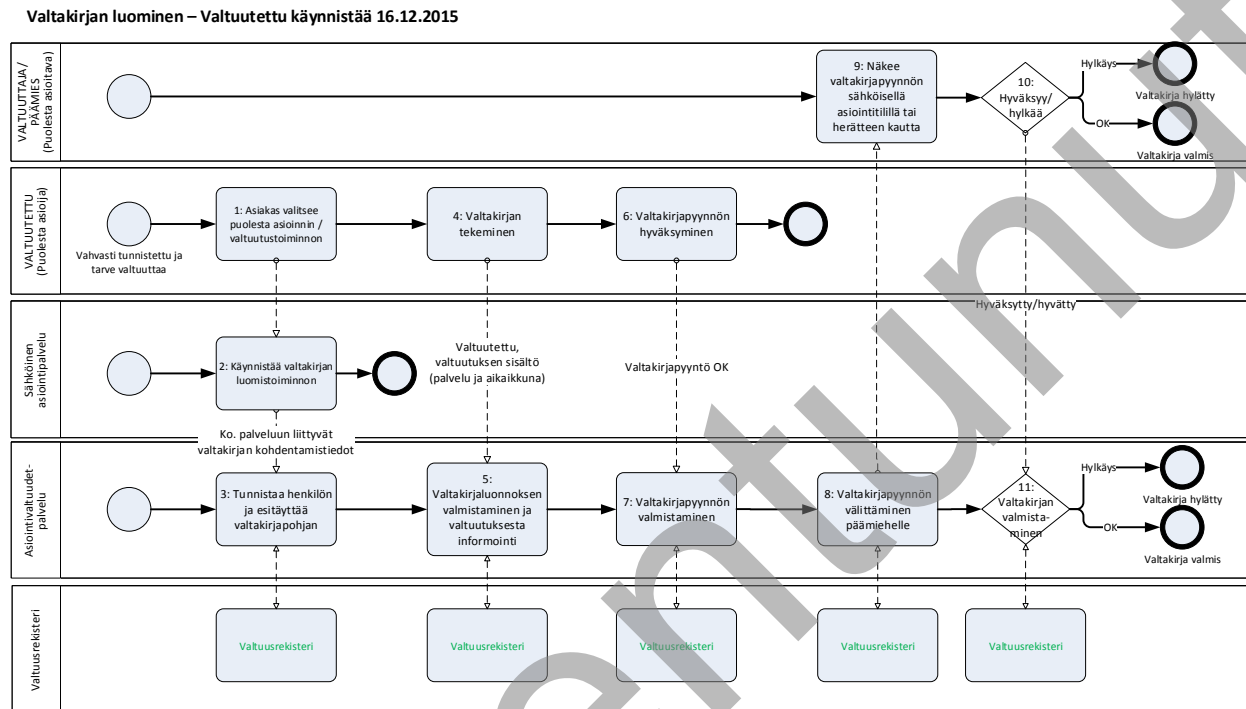 Valtakirjan luominen – Valtuutettu käynnistää 16.12.2015
VALTUUTTAJA/
PÄÄMIES
(Puolesta asioitava)
9: Näkee
valtakirjapyynnön
sähköisellä
asiointitilillä tai
herätteen kautta
10:
Hyväksyy/
hylkää
Hylkäys
Valtakirja hylätty
OK
Valtakirja valmis
VALTUUTETTU
(Puolesta asioija)
Vahvasti tunnistettu ja
tarve valtuuttaa
1: Asiakas valitsee
puolesta asioinnin /
valtuutustoiminnon
4: Valtakirjan
tekeminen
6: Valtakirjapyynnön
hyväksyminen
Sähköinen
asiointipalvelu
2: Käynnistää valtakirjan
luomistoiminnon
Valtuutettu,
valtuutuksen sisältö
(palvelu ja aikaikkuna)
Valtakirjapyyntö OK
Hyväksytty/hyvätty
Ko. palveluun liittyvät
valtakirjan kohdentamistiedot
Asiointivaltuudet-
palvelu
3: Tunnistaa henkilön
ja esitäyttää
valtakirjapohjan
5:
Valtakirjaluonnoksen
valmistaminen ja
valtuutuksesta
informointi
7: Valtakirjapyynnön
valmistaminen
8: Valtakirjapyynnön
välittäminen
päämiehelle
11:
Valtakirjan
valmista-
minen
Hylkäys
Valtakirja hylätty
OK
Valtakirja valmis
Valtuusrekisteri
Valtuusrekisteri
Valtuusrekisteri
Valtuusrekisteri
Valtuusrekisteri
Valtuusrekisteri
entunut